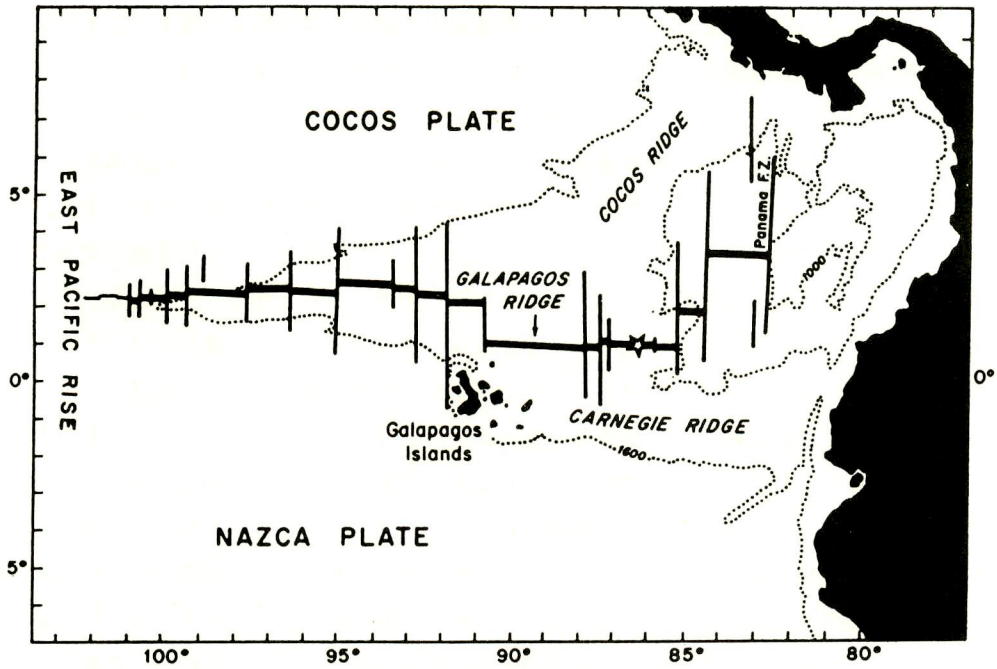 COCOS PLATE
COCOS RIDGE
5°
EAST PACIFIC RISE
Panama F.Z.
1000
GALAPAGOS
RIDGE
0°
0°
CARNEGIE RIDGE
Galapagos
Islands
1600
NAZCA PLATE
5°
100°
95°
90°
85°
80°